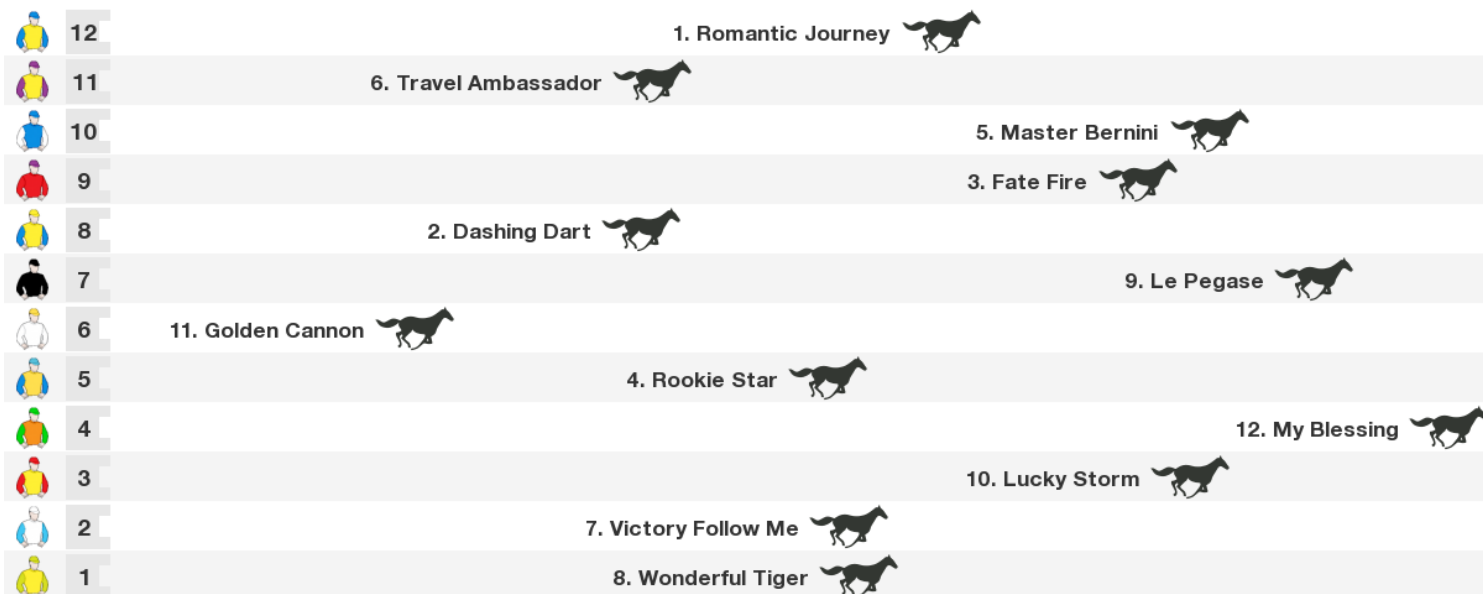 12 1. Romantic Journey
11 6. Travel Ambassador
10 5. Master Bernini
9 3. Fate Fire
8 2. Dashing Dart
7 9. Le Pegase
6 11. Golden Cannon
5 4. Rookie Star
4 12. My Blessing
3 10. Lucky Storm
2 7. Victory Follow Me
1 8. Wonderful Tiger